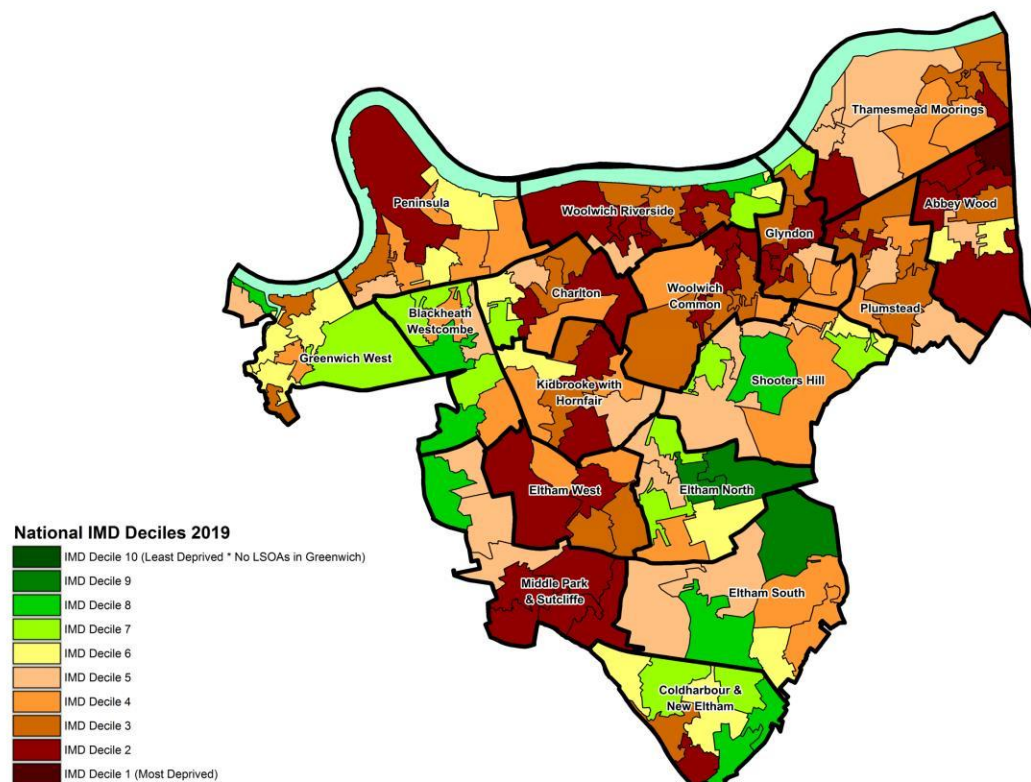 Thamesmead Moorings
Peninsula
Woolwich Riverside
Abbey Wood
Glyndon
Charlton
Woolwich
Common
Plumstead
Blackheath
Westcombe
Greenwich West
Kidbrooke with
Hornfair
Shooters Hill
Eltham West
Eltham North
Middle Park
& Sutcliffe
Eltham South
Coldharbour &
New Eltham
National IMD Deciles 2019
IMD Decile 10 (Least Deprived * No LSOAs in Greenwich)
IMD Decile 9
IMD Decile 8
IMD Decile 7
IMD Decile 6
IMD Decile 5
IMD Decile 4
IMD Decile 3
IMD Decile 2
IMD Decile 1 (Most Deprived)